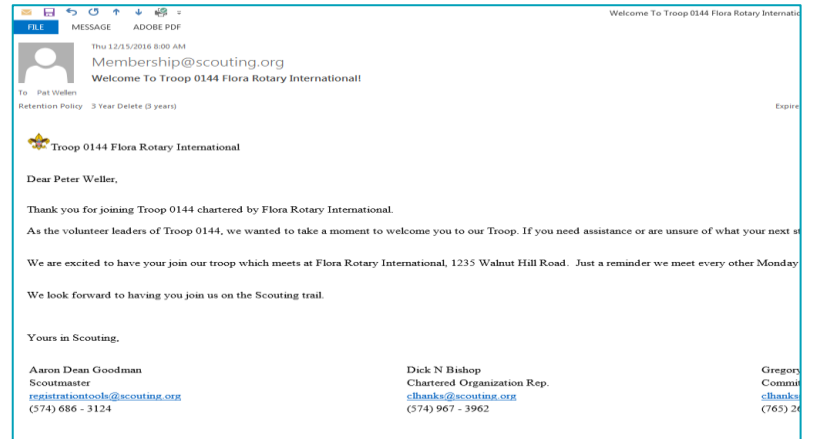 Welcome To Troop 0144 Flora Rotary Internatio
FILE MESSAGE ADOBE PDF
Thu 12/15/2016 8:00 AM
Membership@scouting.org
Welcome To Troop 0144 Flora Rotary International!
To Pat Wellen
Retention Policy 3 Year Delete (3 years) Expire
Troop 0144 Flora Rotary International
Dear Peter Weller,
Thank you for joining Troop 0144 chartered by Flora Rotary International.
As the volunteer leaders of Troop 0144, we wanted to take a moment to welcome you to our Troop. If you need assistance or are unsure of what your next st
We are excited to have your join our troop which meets at Flora Rotary International, 1235 Walnut Hill Road. Just a reminder we meet every other Monday
We look forward to having you join us on the Scouting trail.
Yours in Scouting,
Aaron Dean Goodman Dick N Bishop Gregory
Scoutmaster Chartered Organization Rep. Commit
registrationtools@scouting.org clhanks@scouting.org clhanks
(574) 686 - 3124 (574) 967 - 3962 (765) 26